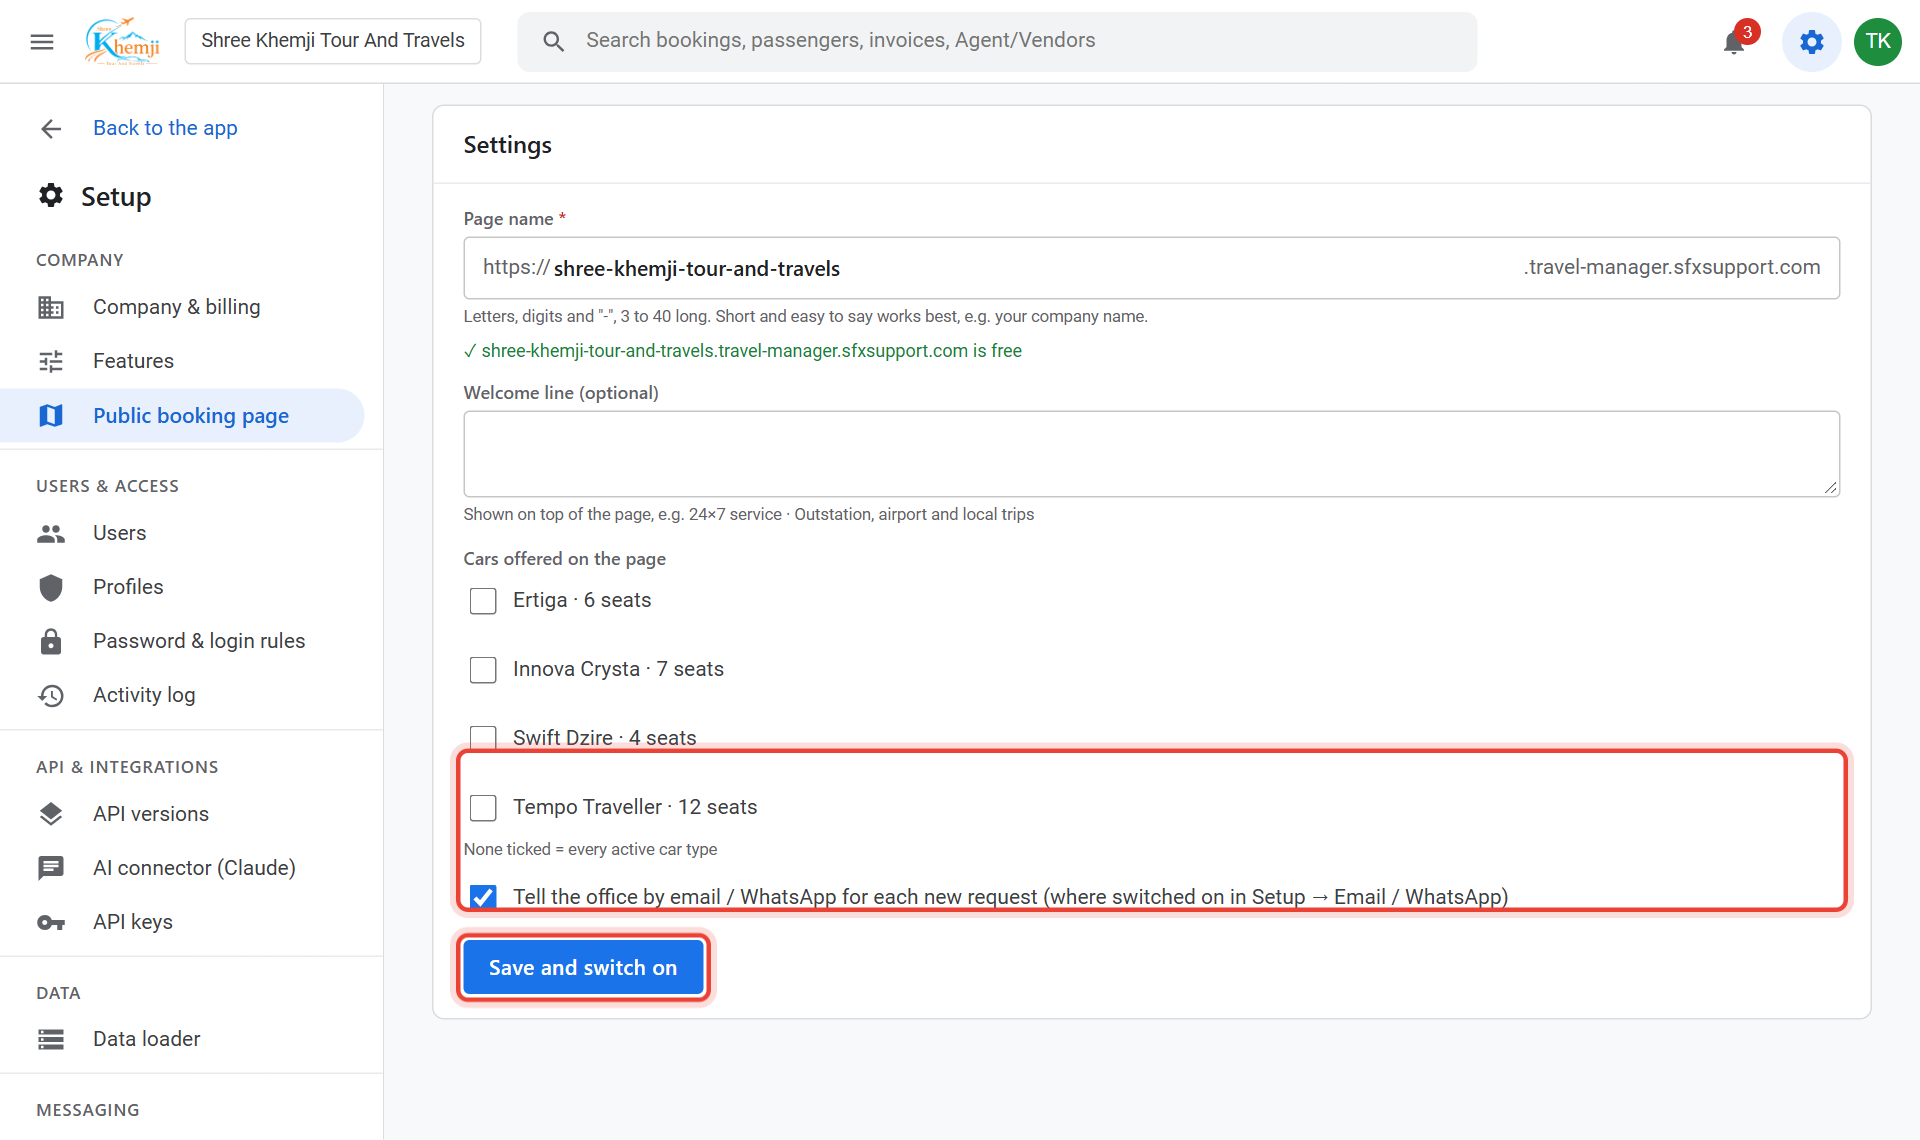 Khemji
Shree Khemji Tour And Travels
Search bookings, passengers, invoices, Agent/Vendors
3
TK
Back to the app
Setup
COMPANY
Company & billing
Features
Public booking page
USERS & ACCESS
Users
Profiles
Password & login rules
Activity log
API & INTEGRATIONS
API versions
AI connector (Claude)
API keys
DATA
Data loader
MESSAGING
Settings
Page name *
https:// shree-khemji-tour-and-travels .travel-manager.sfxsupport.com
Letters, digits and "-", 3 to 40 long. Short and easy to say works best, e.g. your company name.
✓ shree-khemji-tour-and-travels.travel-manager.sfxsupport.com is free
Welcome line (optional)
Shown on top of the page, e.g. 24×7 service · Outstation, airport and local trips
Cars offered on the page
Ertiga · 6 seats
Innova Crysta · 7 seats
Swift Dzire · 4 seats
Tempo Traveller · 12 seats
None ticked = every active car type
Tell the office by email / WhatsApp for each new request (where switched on in Setup → Email / WhatsApp)
Save and switch on